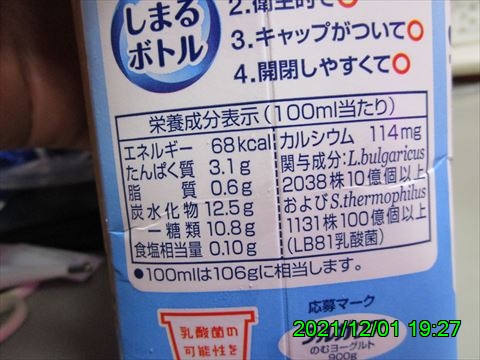 しまる
ボトル
2.衛生的で○
3.キャップがついて○
4.開閉しやすくて○
栄養成分表示(100ml当たり)
エネルギー 68kcal
たんぱく質 3.1g
脂質 0.6g
炭水化物 12.5g
ー糖類 10.8g
食塩相当量 0.10g
カルシウム 114mg
関与成分:L.bulgaricus
2038株10億個以上
およびS.thermophilus
1131株100億個以上
(LB81乳酸菌)
●100mlは106gに相当します。
乳酸菌の
可能性を
応募マーク
のむヨーグルト
900g
2021/12/01 19:27